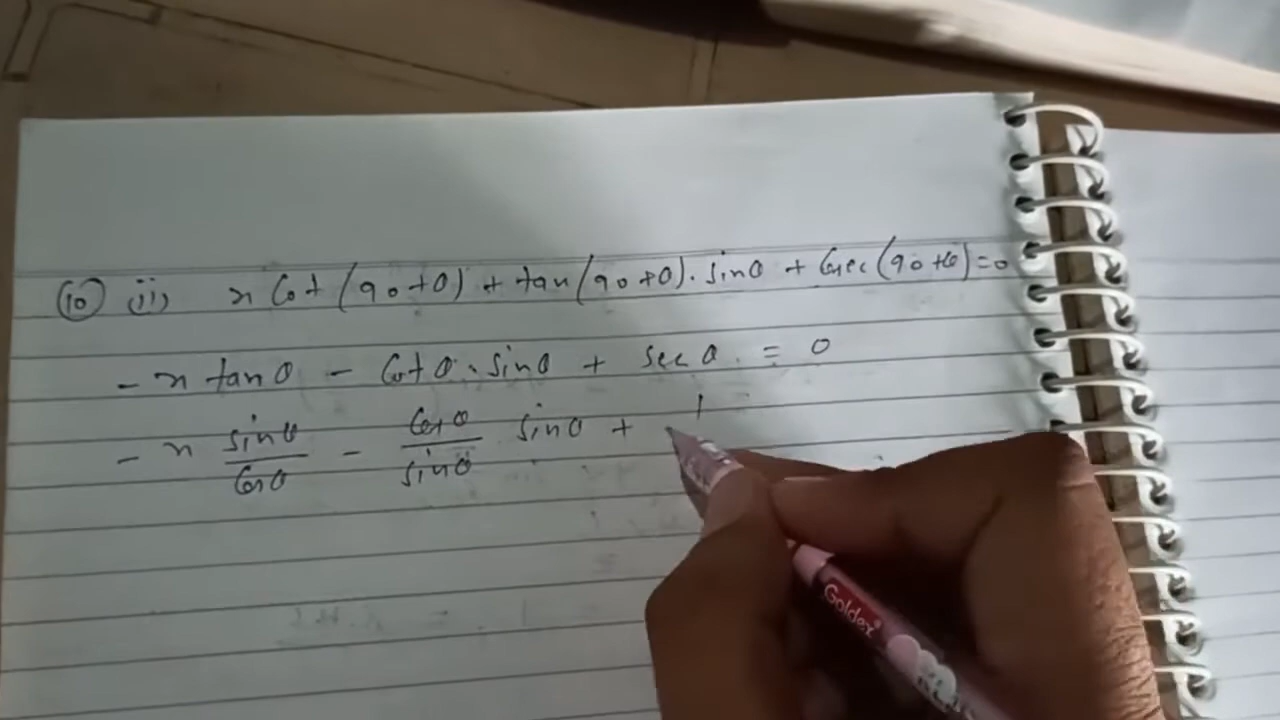 (10) (ii) x Cot (90+θ) + tan (90+θ). sinθ + Cosec (90+θ) = 0
- x tanθ - Cotθ . sinθ + secθ = 0
- x sinθ/Cosθ - Cosθ/sinθ sinθ + 1
Goldex